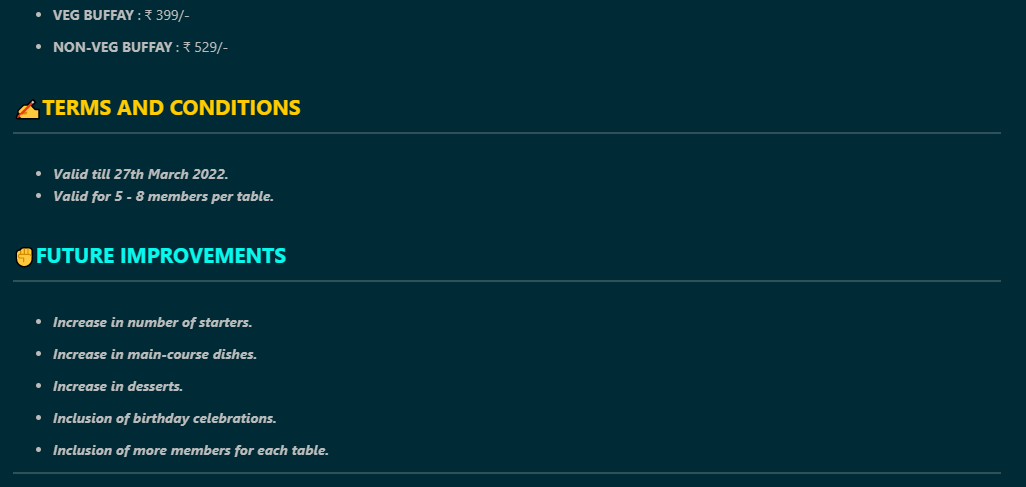 VEG BUFFAY : ₹ 399/-
NON-VEG BUFFAY : ₹ 529/-
✍TERMS AND CONDITIONS
Valid till 27th March 2022.
Valid for 5 - 8 members per table.
✊FUTURE IMPROVEMENTS
Increase in number of starters.
Increase in main-course dishes.
Increase in desserts.
Inclusion of birthday celebrations.
Inclusion of more members for each table.